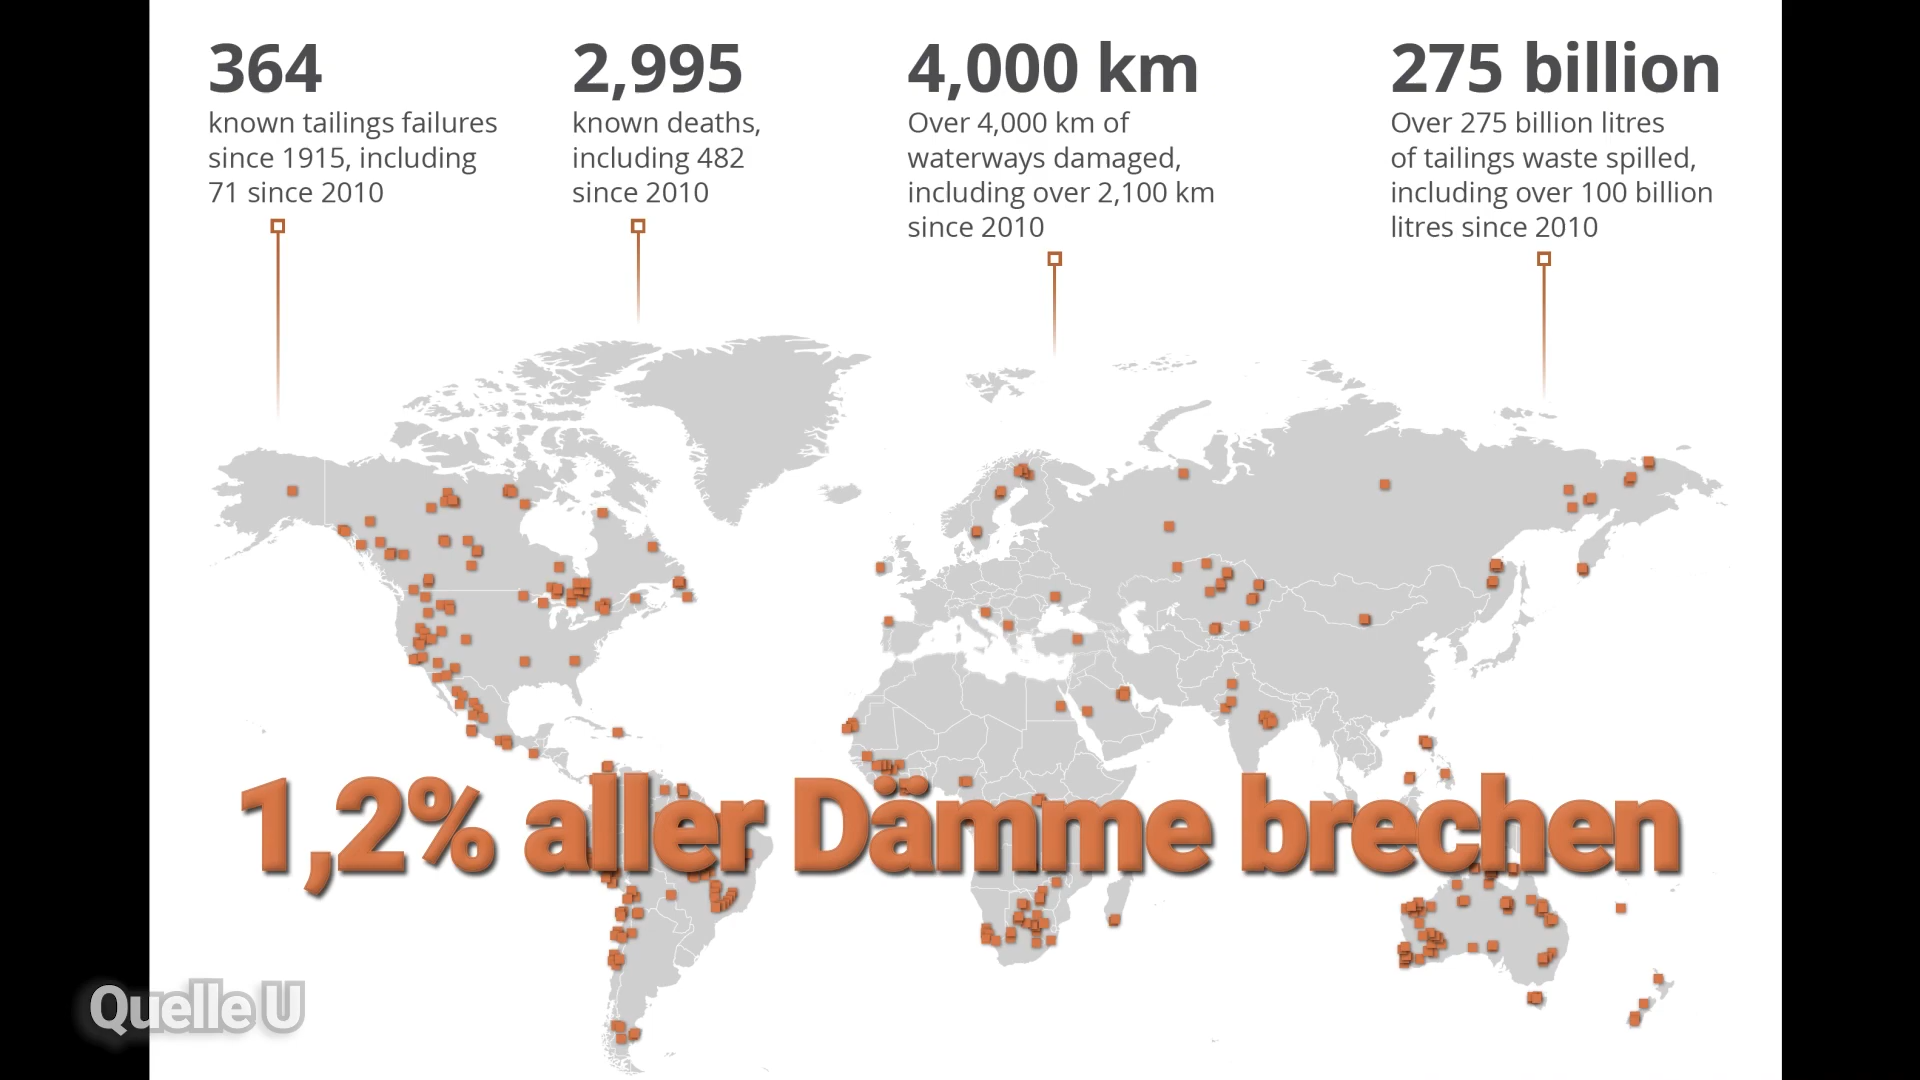 364
known tailings failures
since 1915, including
71 since 2010
2,995
known deaths,
including 482
since 2010
4,000 km
Over 4,000 km of
waterways damaged,
including over 2,100 km
since 2010
275 billion
Over 275 billion litres
of tailings waste spilled,
including over 100 billion
litres since 2010
1,2% aller Dämme brechen
Quelle U